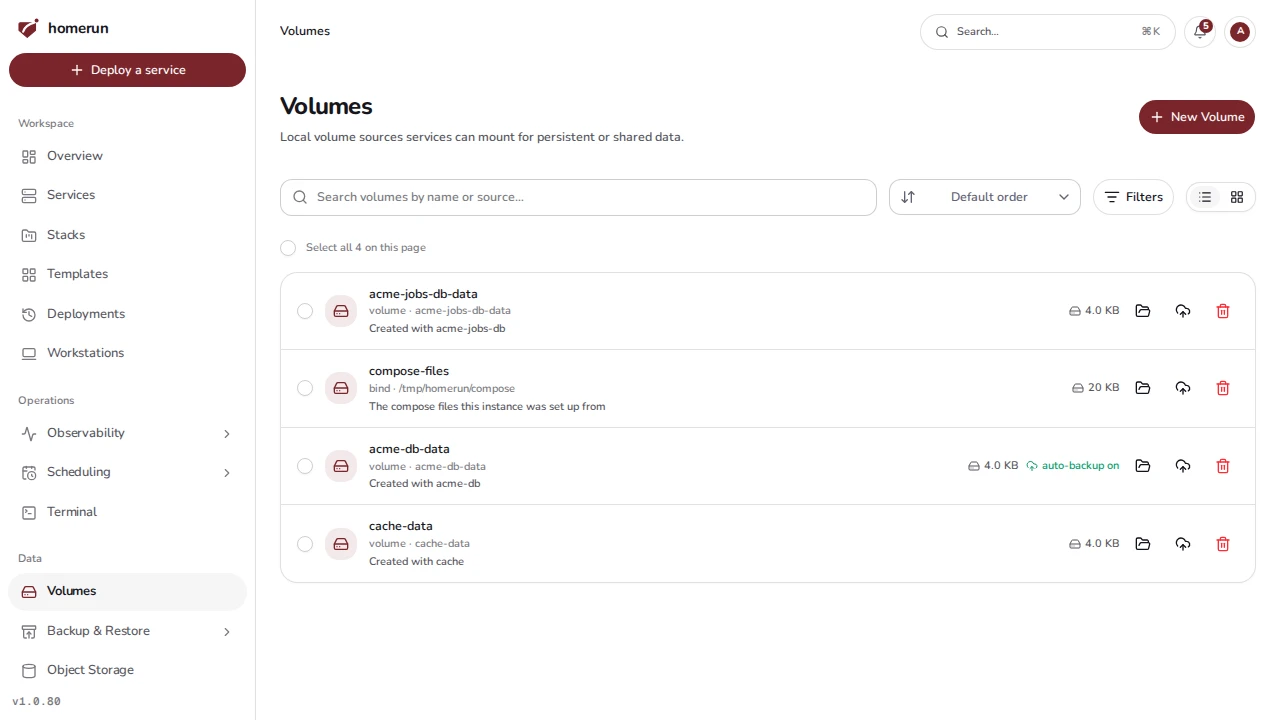 homerun
Deploy a service
Workspace
Overview
Services
Stacks
Templates
Deployments
Workstations
Operations
Observability
Scheduling
Terminal
Data
Volumes
Backup & Restore
Object Storage
v1.0.80
Volumes
Search...
⌘K
5
A
Volumes
Local volume sources services can mount for persistent or shared data.
New Volume
Search volumes by name or source...
Default order
Filters
Select all 4 on this page
acme-jobs-db-data
volume · acme-jobs-db-data
Created with acme-jobs-db
4.0 KB
compose-files
bind · /tmp/homerun/compose
The compose files this instance was set up from
20 KB
acme-db-data
volume · acme-db-data
Created with acme-db
4.0 KB
auto-backup on
cache-data
volume · cache-data
Created with cache
4.0 KB